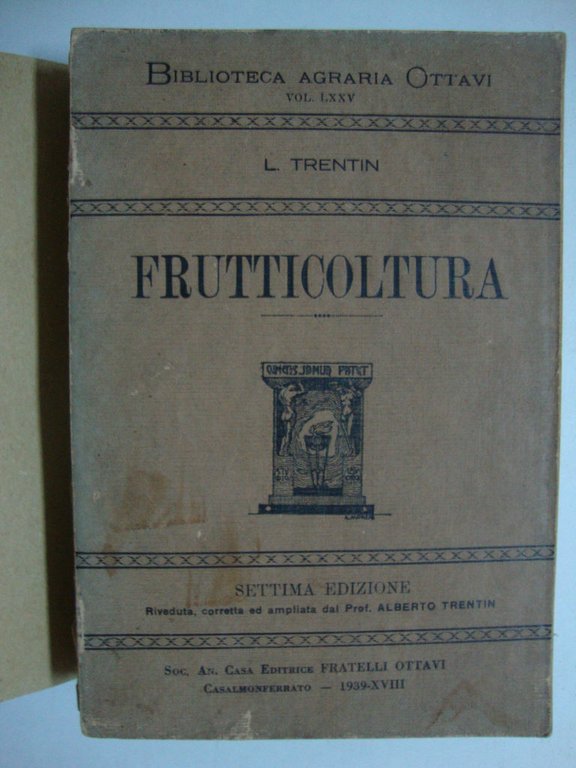 BIBLIOTECA AGRARIA OTTAVI
VOL. LXXV
L. TRENTIN
FRUTTICOLTURA
SETTIMA EDIZIONE
Riveduta, corretta ed ampliata dal Prof. ALBERTO TRENTIN
SOC. AN. CASA EDITRICE FRATELLI OTTAVI
CASALMONFERRATO — 1939-XVIII